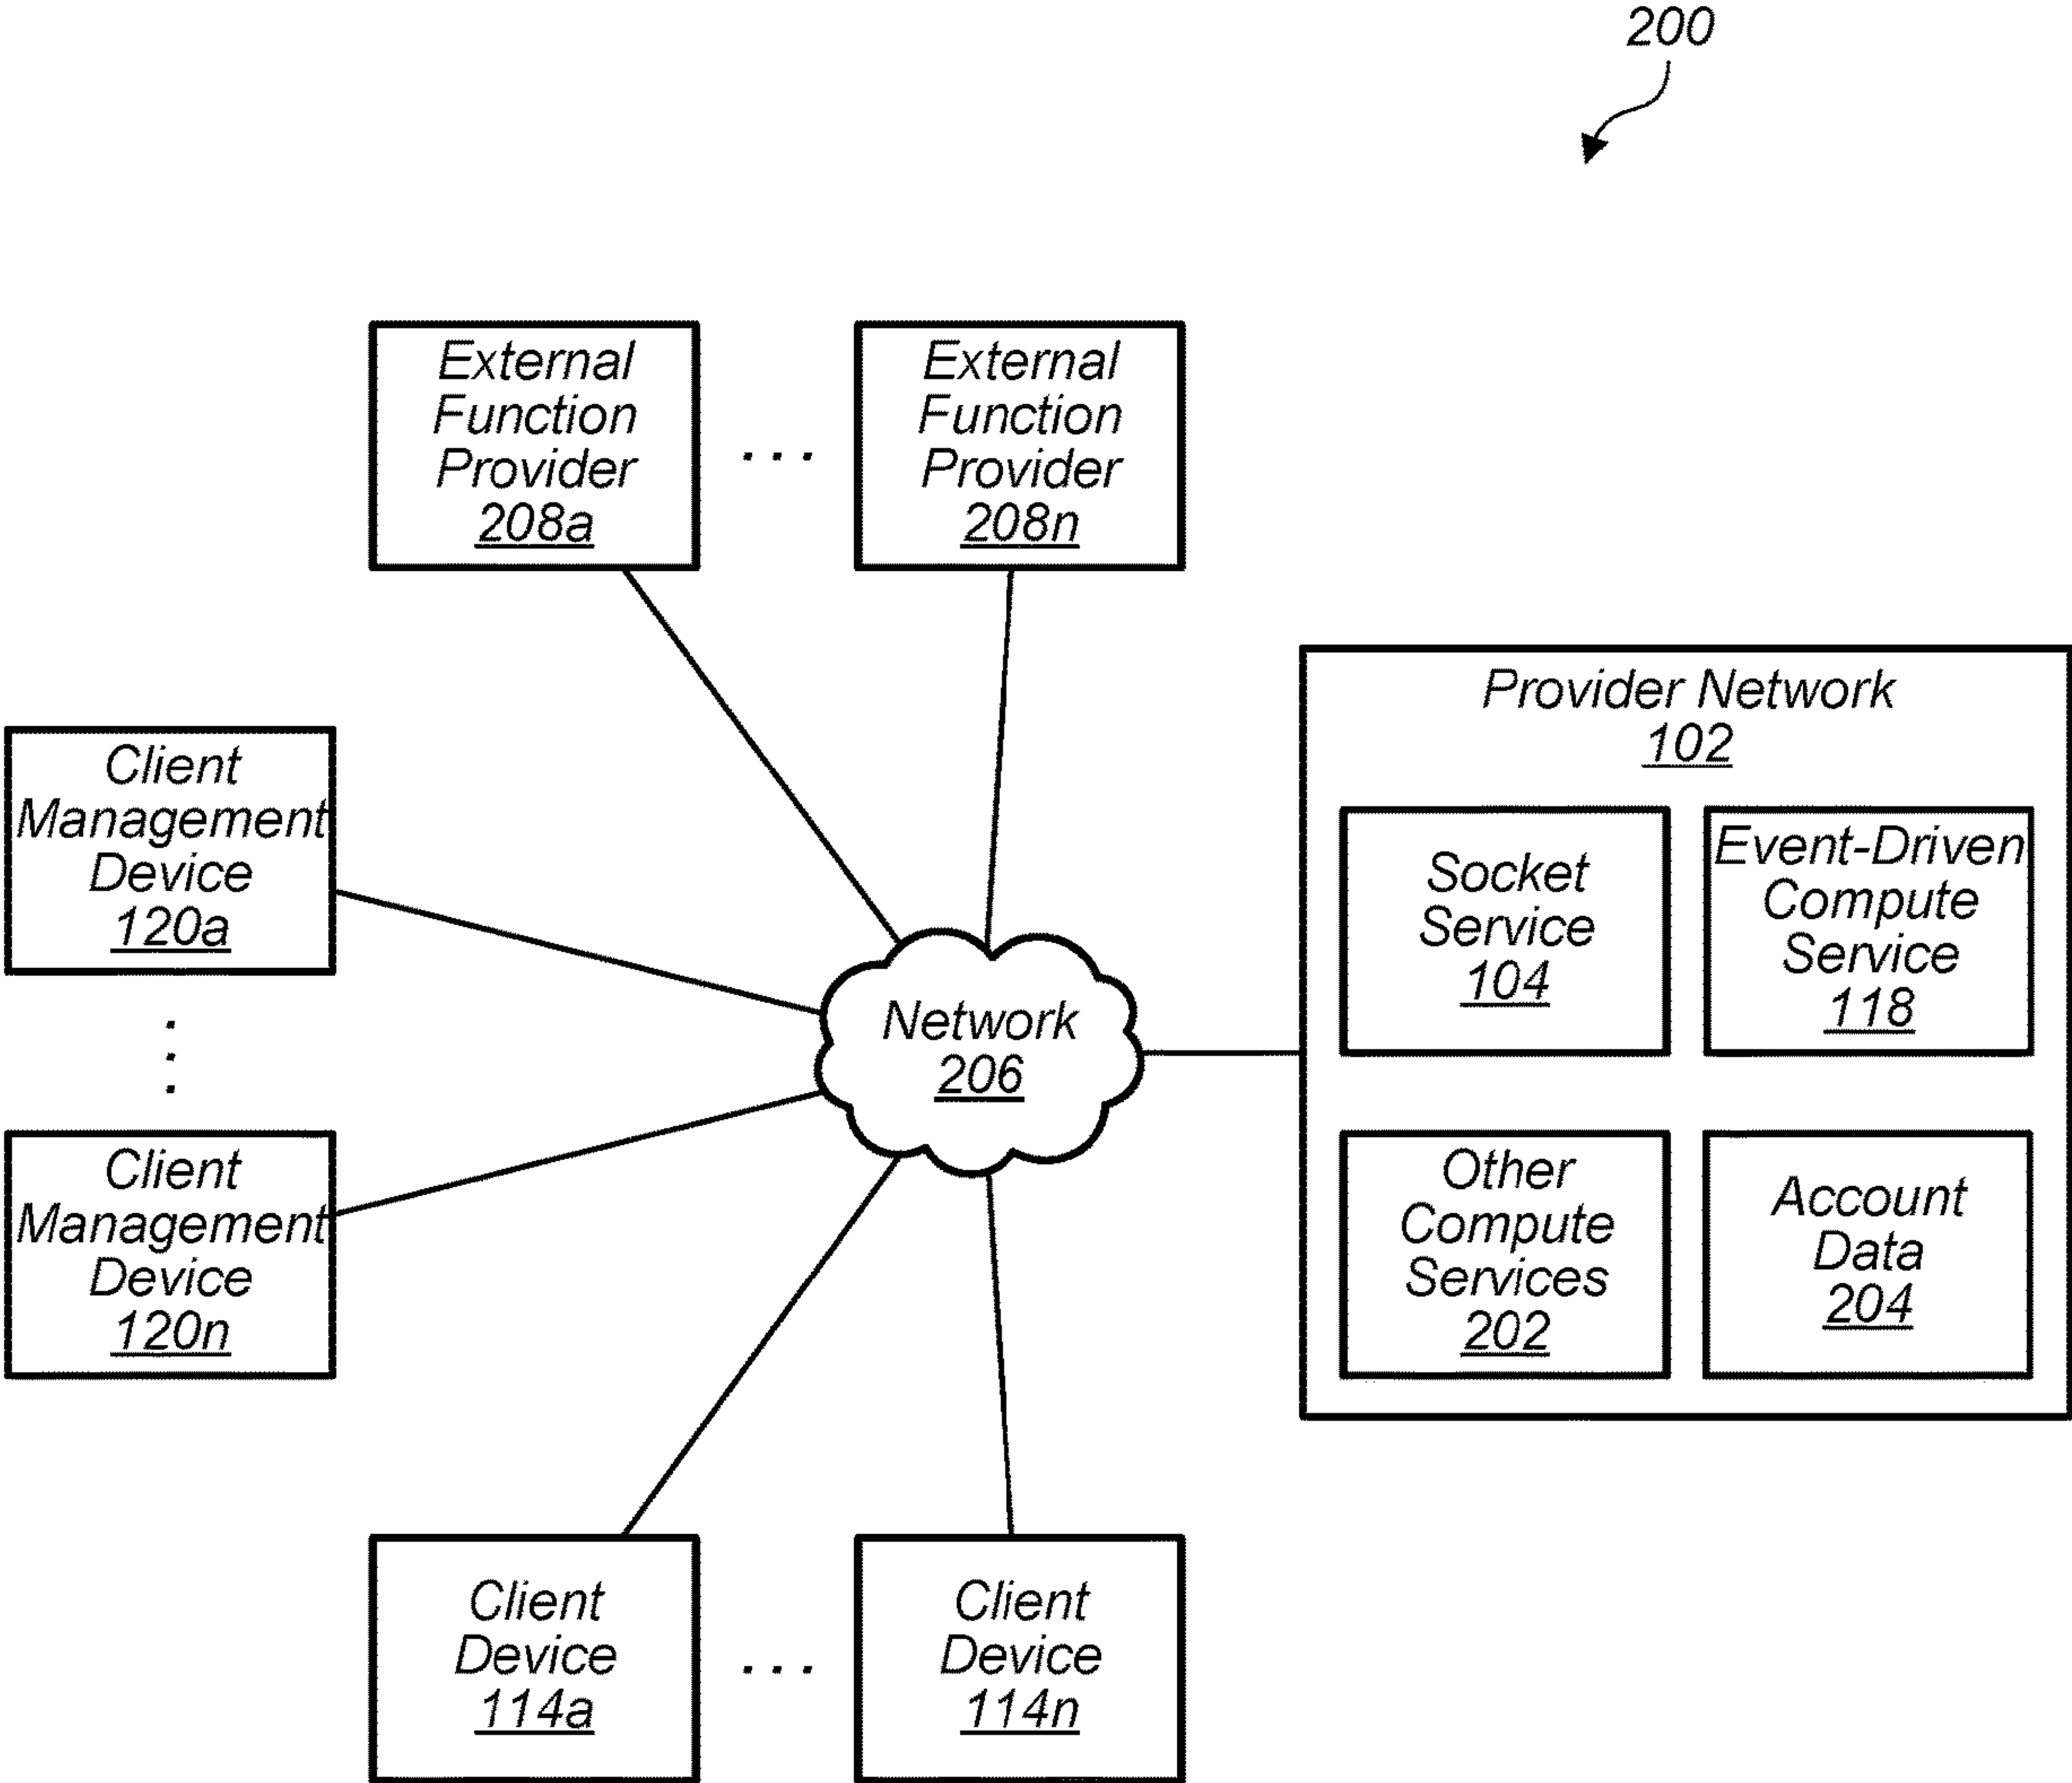 200
External
Function
Provider
208a
. . .
External
Function
Provider
208n
Provider Network
102
Socket
Service
104
Event-Driven
Compute
Service
118
Other
Compute
Services
202
Account
Data
204
Client
Management
Device
120a
Network
206
Client
Management
Device
120n
Client
Device
114a
. . .
Client
Device
114n